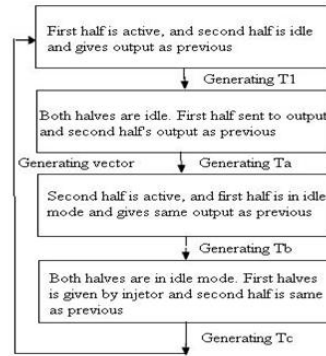 First half is active, and second half is idle
and gives output as previous
Generating T1
Both halves are idle. First half sent to output
and second half's output as previous
Generating vector
Generating Ta
Second half is active, and first half is in idle
mode and gives same output as previous
Generating Tb
Both halves are in idle mode. First halves
is given by injetor and second half is same
as previous
Generating Tc